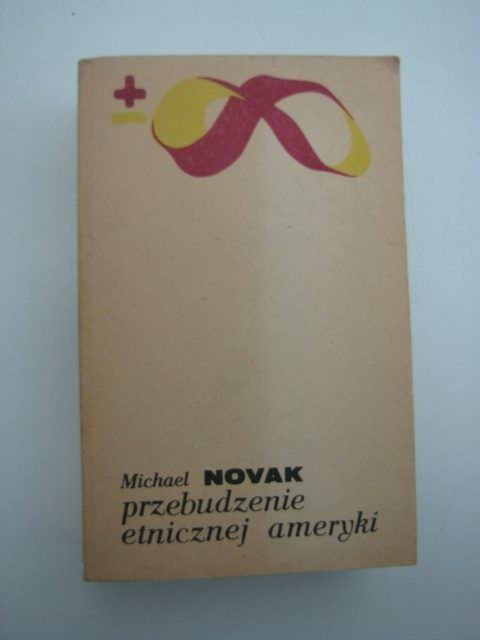 ±
Michael NOVAK
przebudzenie
etnicznej ameryki